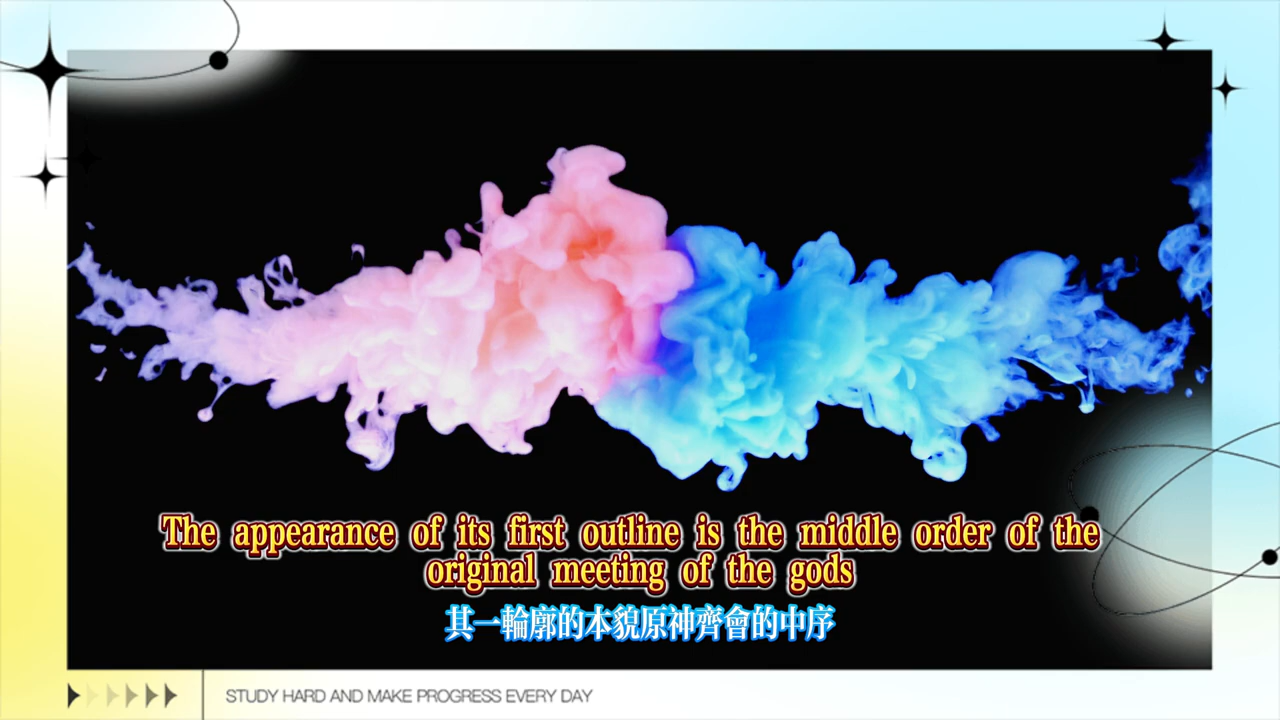 The appearance of its first outline is the middle order of the
original meeting of the gods
其一輪廓的本貌原神齊會的中序
STUDY HARD AND MAKE PROGRESS EVERY DAY